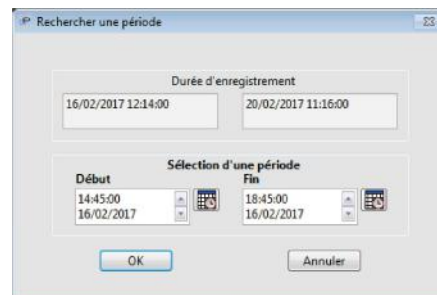 Rechercher une période
Durée d'enregistrement
16/02/2017 12:14:00 20/02/2017 11:16:00
Sélection d'une période
Début Fin
14:45:00 18:45:00
16/02/2017 16/02/2017
OK Annuler